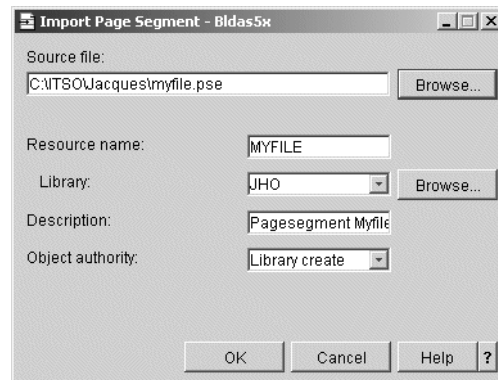 Import Page Segment - Bldas5x
Source file:
C:\ITSO\Jacques\myfile.pse
Browse...
Resource name:
MYFILE
Library:
JHO
Browse...
Description:
Pagesegment Myfile
Object authority:
Library create
OK
Cancel
Help
?